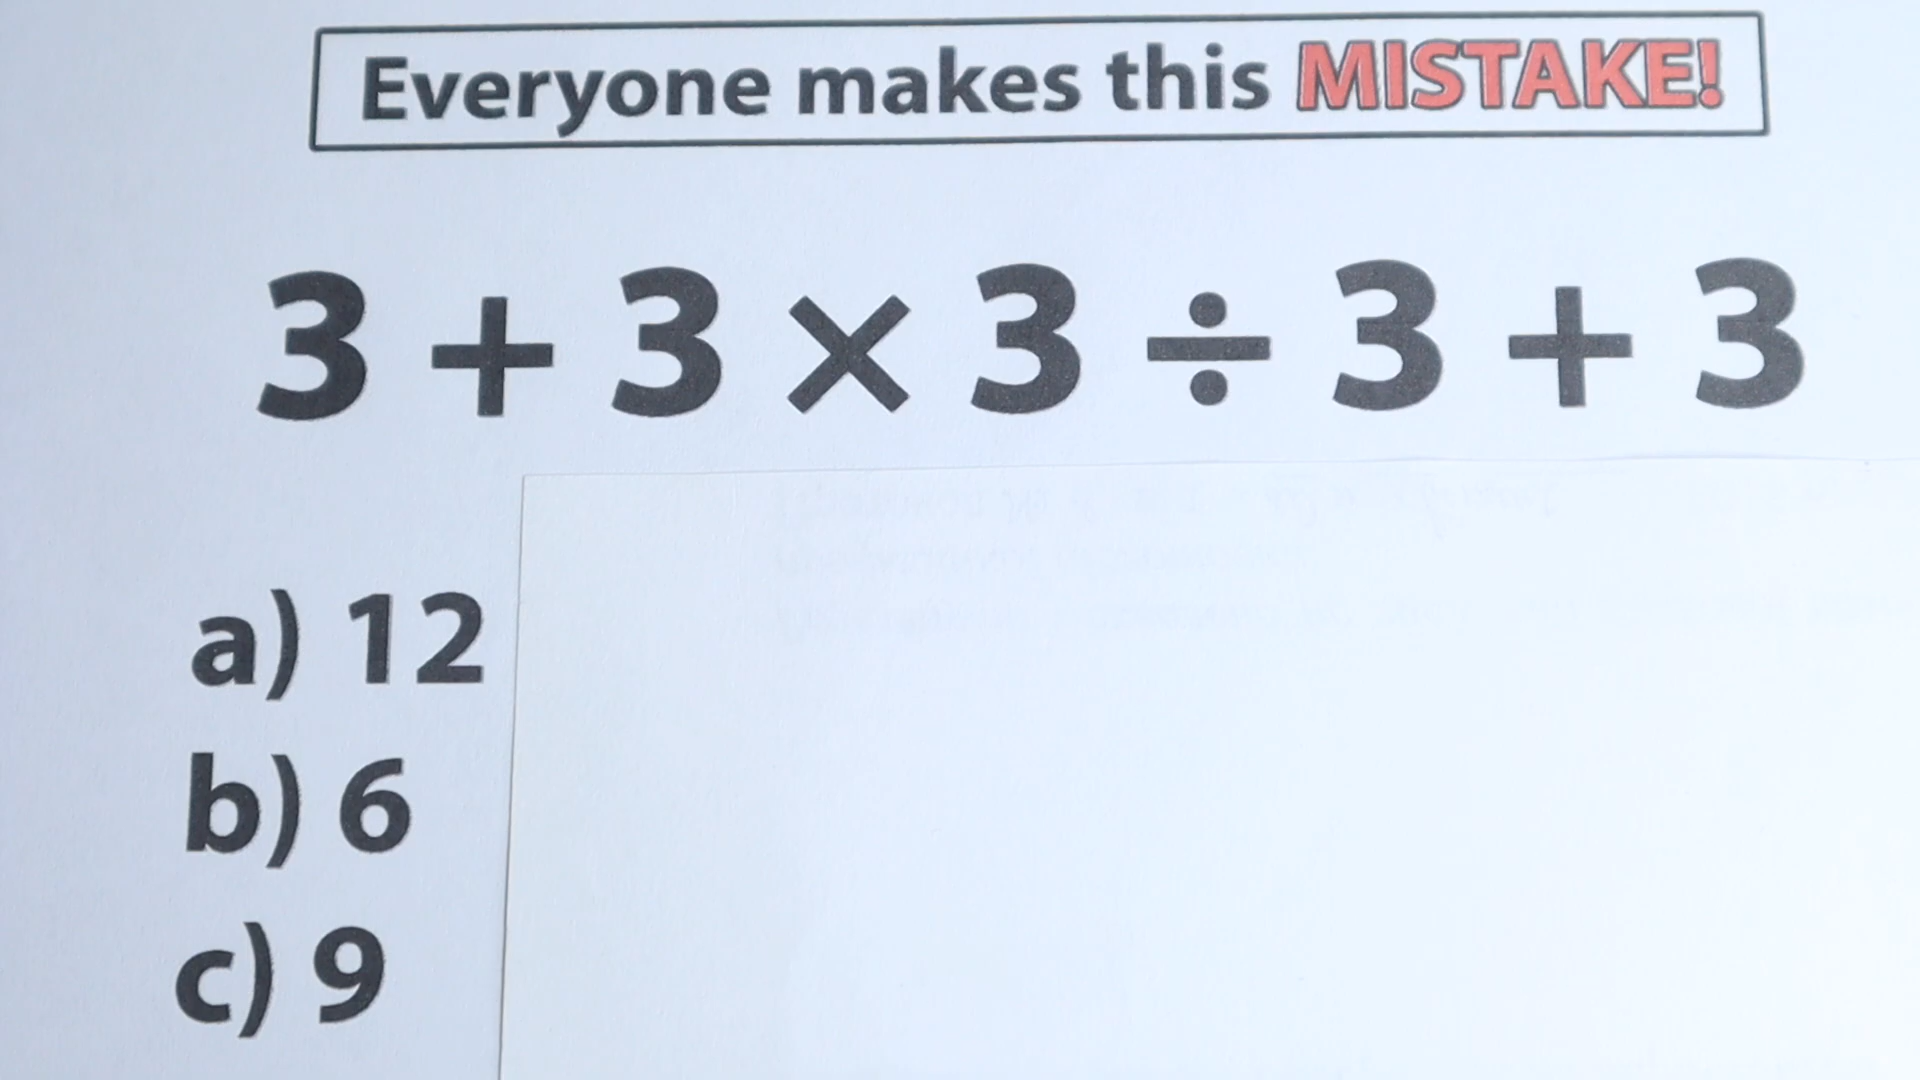 Everyone makes this MISTAKE!
3 + 3 × 3 ÷ 3 + 3
a) 12
b) 6
c) 9